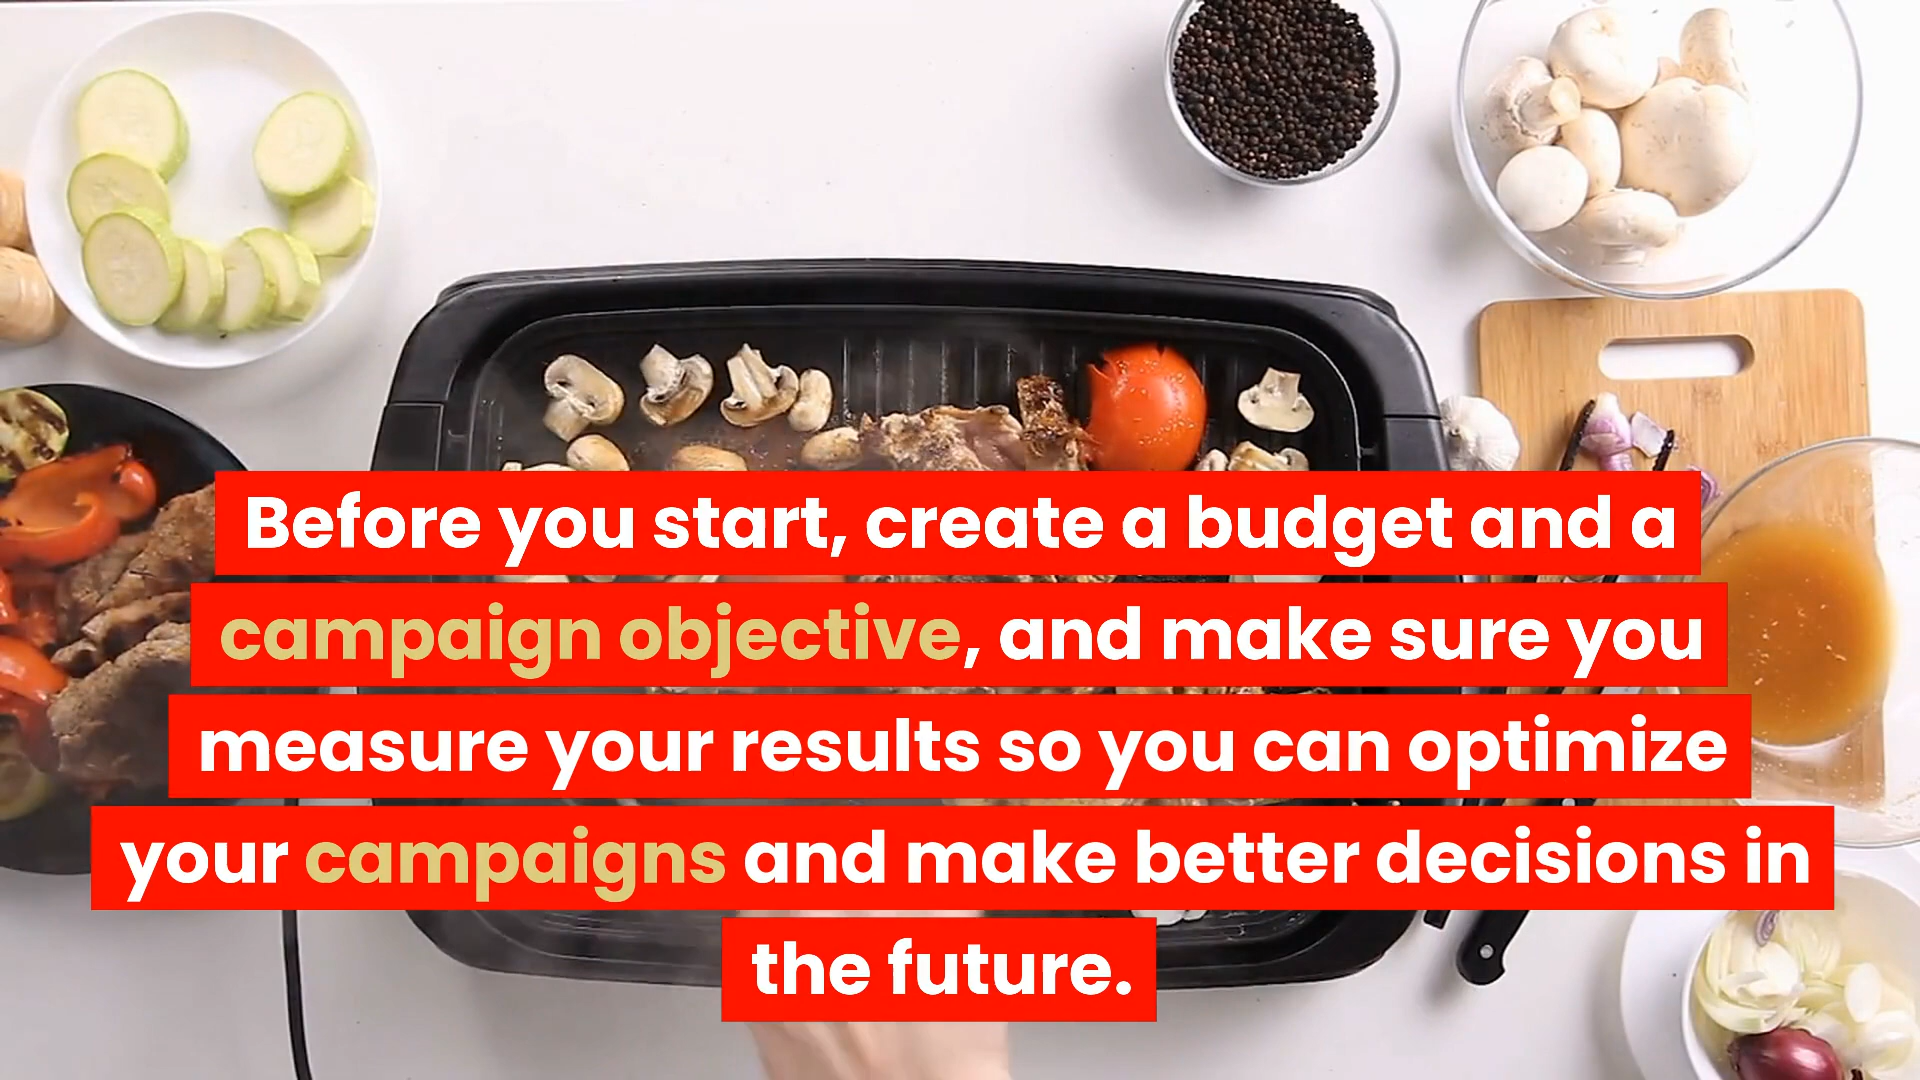 Before you start, create a budget and a
campaign objective, and make sure you
measure your results so you can optimize
your campaigns and make better decisions in
the future.